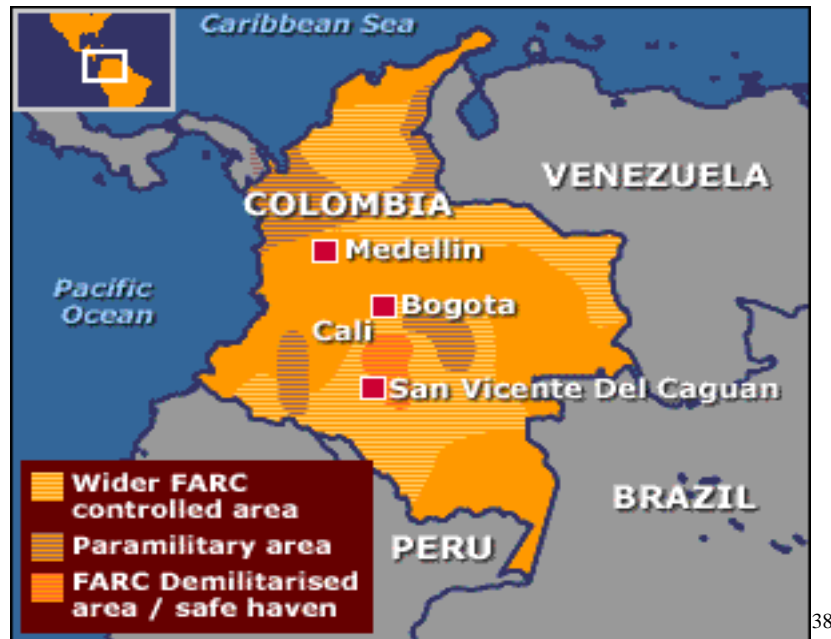 Caribbean Sea
VENEZUELA
COLOMBIA
Medellin
Pacific
Ocean
Bogota
Cali
San Vicente Del Caguan
Wider FARC
controlled area
Paramilitary area
FARC Demilitarised
area / safe haven
BRAZIL
PERU
38